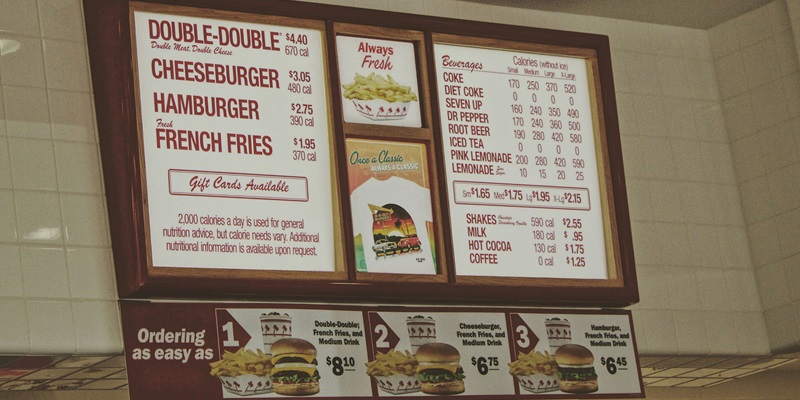 DOUBLE-DOUBLE® $4.40
Double Meat, Double Cheese 670 cal
CHEESEBURGER $3.05
480 cal
HAMBURGER $2.75
390 cal
Fresh
FRENCH FRIES $1.95
370 cal
Gift Cards Available
2,000 calories a day is used for general
nutrition advice, but calorie needs vary. Additional
nutritional information is available upon request.
Always
Fresh
Once a Classic
ALWAYS A CLASSIC
Beverages Calories (without ice)
Small Medium Large X-Large
COKE 170 250 370 520
DIET COKE 0 0 0 0
SEVEN UP 160 240 350 490
DR PEPPER 170 240 360 500
ROOT BEER 190 280 420 580
ICED TEA 0 0 0 0
PINK LEMONADE 200 280 420 590
LEMONADE 10 15 20 25
Sm $1.65 Med $1.75 Lg $1.95 X-Lg $2.15
SHAKES Chocolate Strawberry Vanilla 590 cal $2.55
MILK 180 cal $.95
HOT COCOA 130 cal $1.75
COFFEE 0 cal $1.25
Ordering
as easy as
1
Double-Double,
French Fries, and
Medium Drink
$810
2
Cheeseburger,
French Fries, and
Medium Drink
$675
3
Hamburger,
French Fries, and
Medium Drink
$645